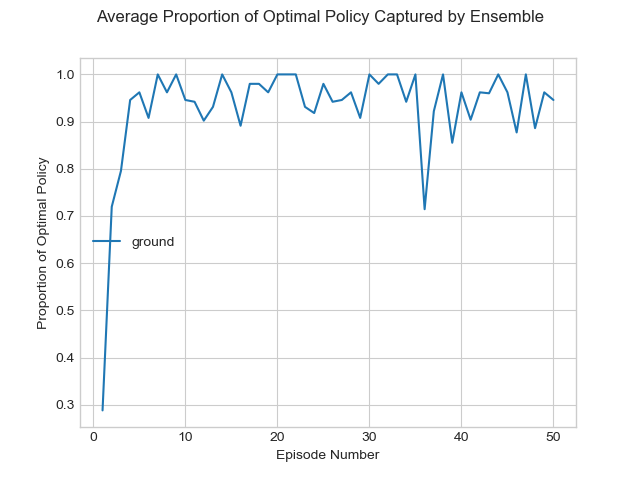 Average Proportion of Optimal Policy Captured by Ensemble
1.0
0.9
0.8
0.7
0.6
0.5
0.4
0.3
Proportion of Optimal Policy
ground
0 10 20 30 40 50
Episode Number